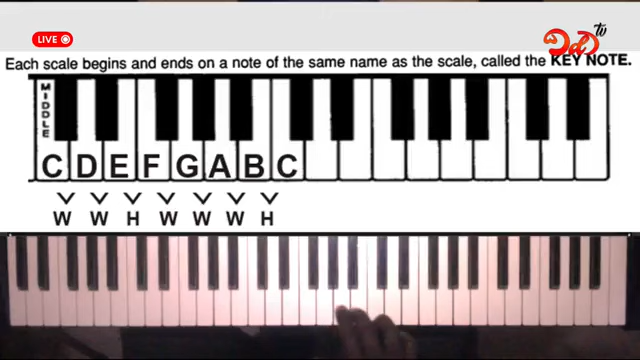 LIVE
tv
Each scale begins and ends on a note of the same name as the scale, called the KEY NOTE.
MIDDLE
C D E F G A B C
W W H W W W H